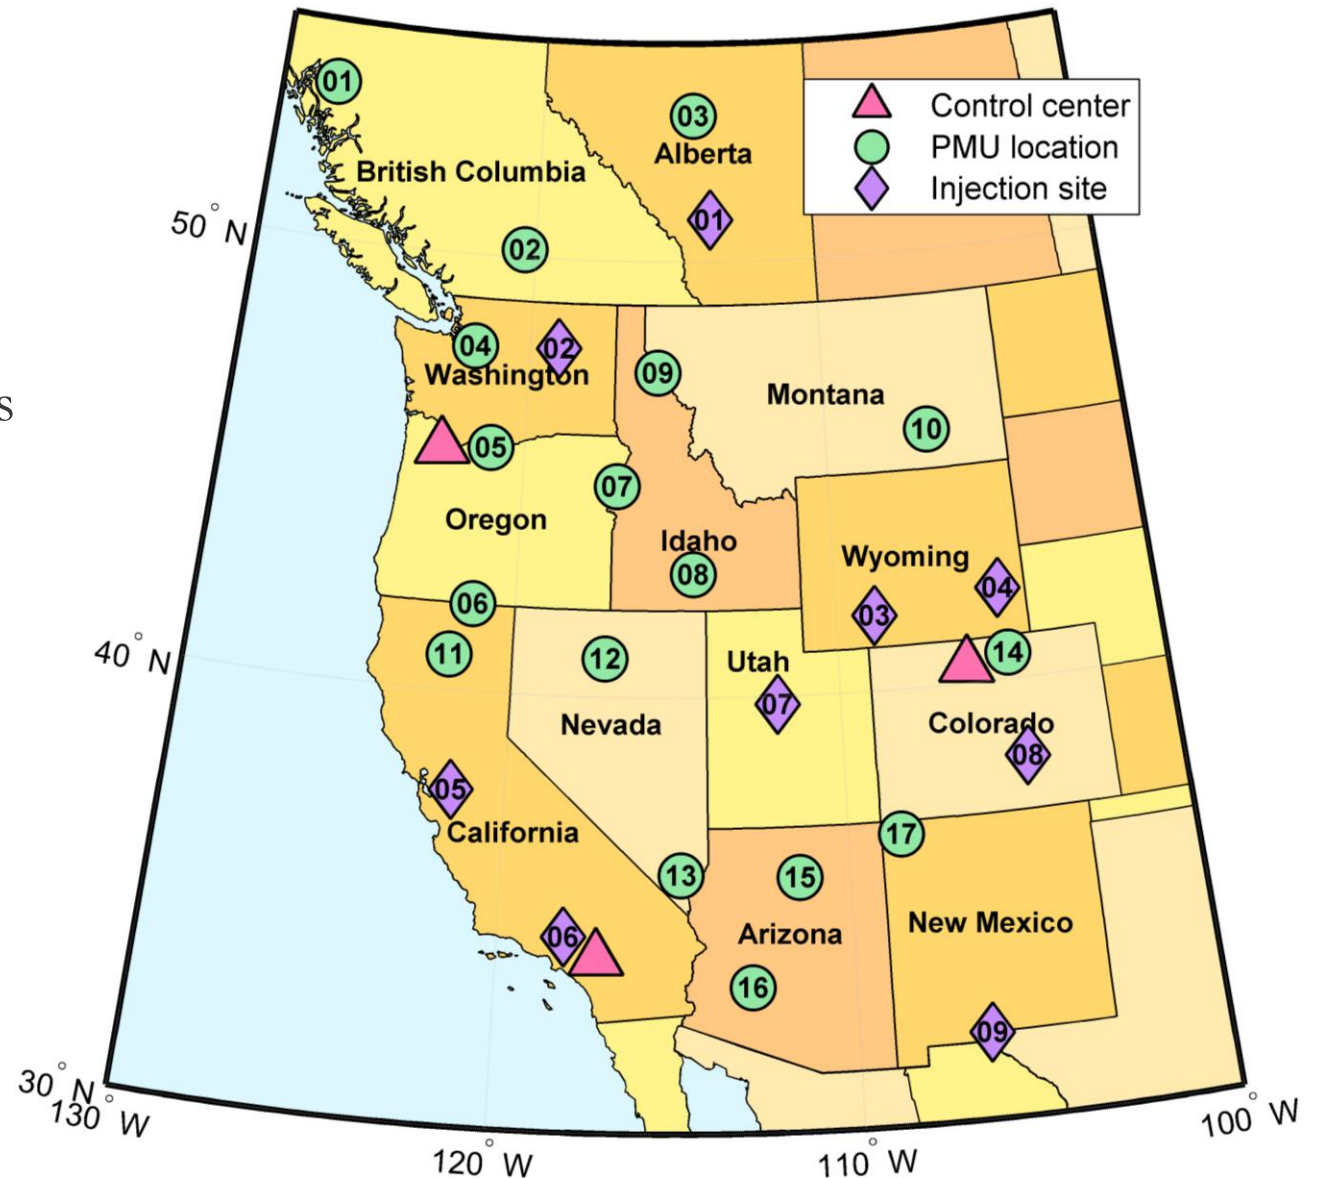 01
03
Control center
PMU location
Injection site
Alberta
British Columbia
01
50° N
02
04
02
Washington
09
s
Montana
10
05
07
Oregon
Idaho
08
Wyoming
04
03
06
11
12
Utah
14
40° N
07
Nevada
Colorado
08
05
California
17
13
15
New Mexico
06
Arizona
16
09
30° N
130° W
120° W
110° W
100° W